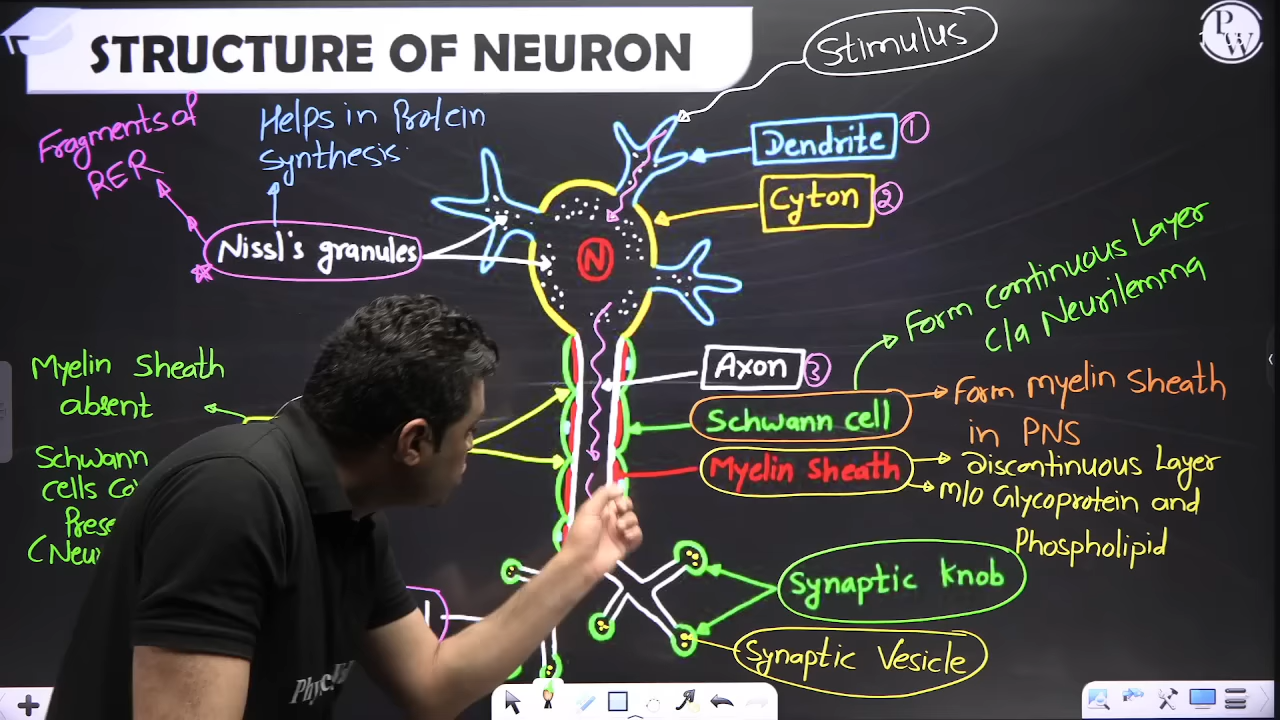 STRUCTURE OF NEURON
Stimulus
PW
Fragments of
RER
Helps in Protein
synthesis
Nissl's granules
Dendrite ①
Cyton ②
N
Form continuous Layer
c/a Neurilemma
Axon ③
Schwann cell
Form myelin sheath
in PNS
Myelin Sheath
Discontinuous Layer
m/o Glycoprotein and
Phospholipid
Myelin Sheath
absent
Schwann
cells
Synaptic Knob
Synaptic Vesicle